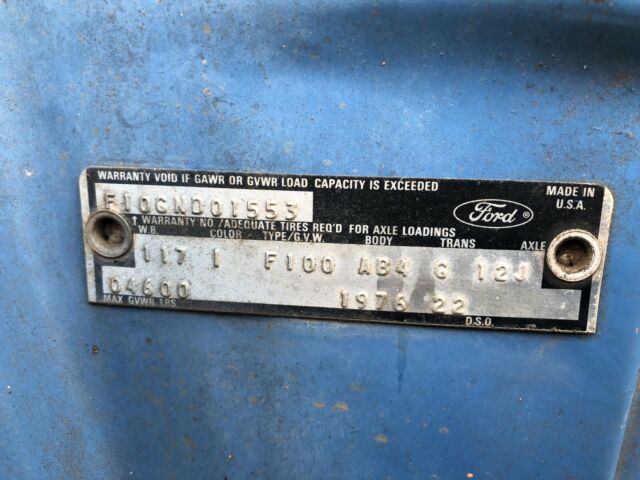 WARRANTY VOID IF GAWR OR GVWR LOAD CAPACITY IS EXCEEDED
F10GND01553
Ford ®
MADE IN
U.S.A.
† WARRANTY NO./ADEQUATE TIRES REQ'D FOR AXLE LOADINGS
W.B. COLOR TYPE/G.V.W. BODY TRANS AXLE
117 1 F100 AB4 G 12J
04600 1976 22
MAX GVWR LBS. D.S.O.